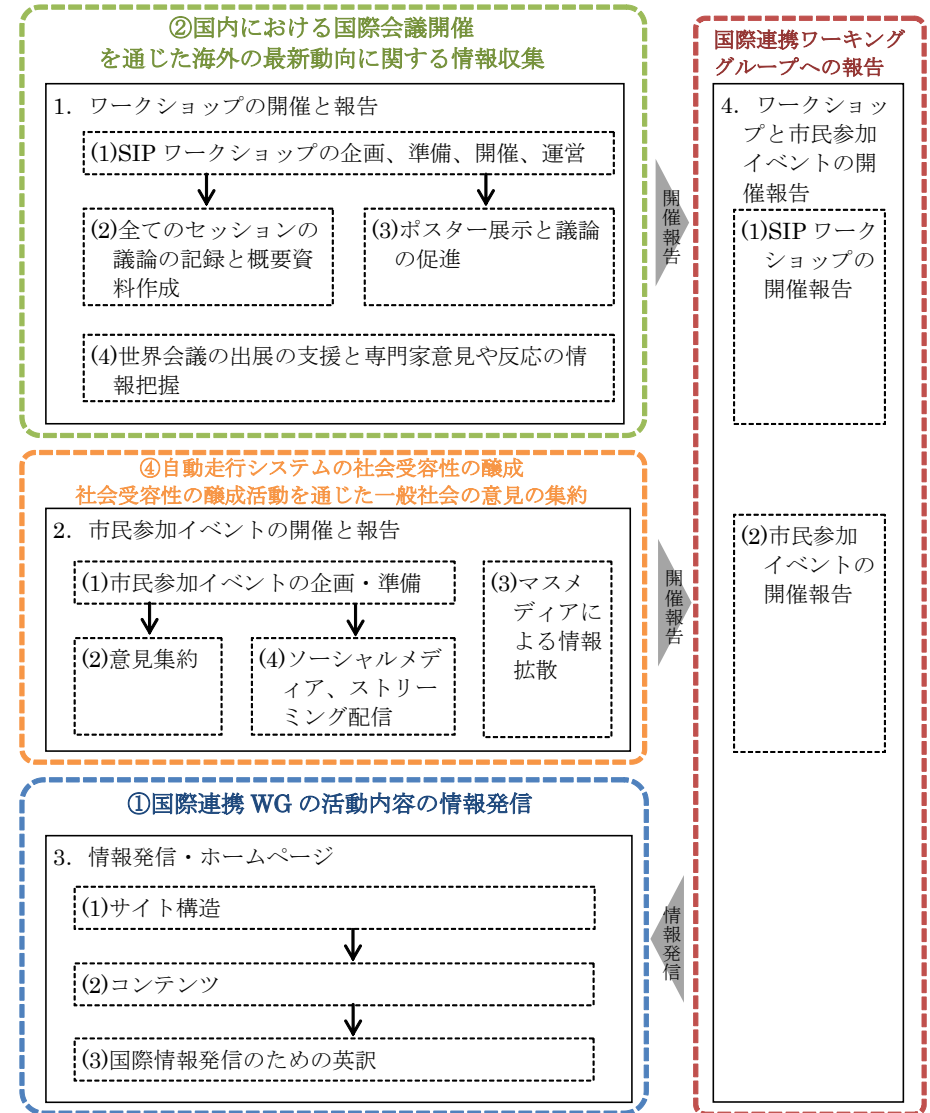 ②国内における国際会議開催
を通じた海外の最新動向に関する情報収集
1. ワークショップの開催と報告
(1)SIP ワークショップの企画、準備、開催、運営
(2)全てのセッションの
議論の記録と概要資
料作成
(3)ポスター展示と議論
の促進
(4)世界会議の出展の支援と専門家意見や反応の情
報把握
開催報告
④自動走行システムの社会受容性の醸成
社会受容性の醸成活動を通じた一般社会の意見の集約
2. 市民参加イベントの開催と報告
(1)市民参加イベントの企画・準備
(2)意見集約
(4)ソーシャルメデ
ィア、ストリー
ミング配信
(3)マスメ
ディアに
よる情報
拡散
開催報告
①国際連携 WG の活動内容の情報発信
3. 情報発信・ホームページ
(1)サイト構造
(2)コンテンツ
(3)国際情報発信のための英訳
情報発信
国際連携ワーキング
グループへの報告
4. ワークショッ
プと市民参加
イベントの開
催報告
(1)SIP ワーク
ショップの
開催報告
(2)市民参加
イベントの
開催報告